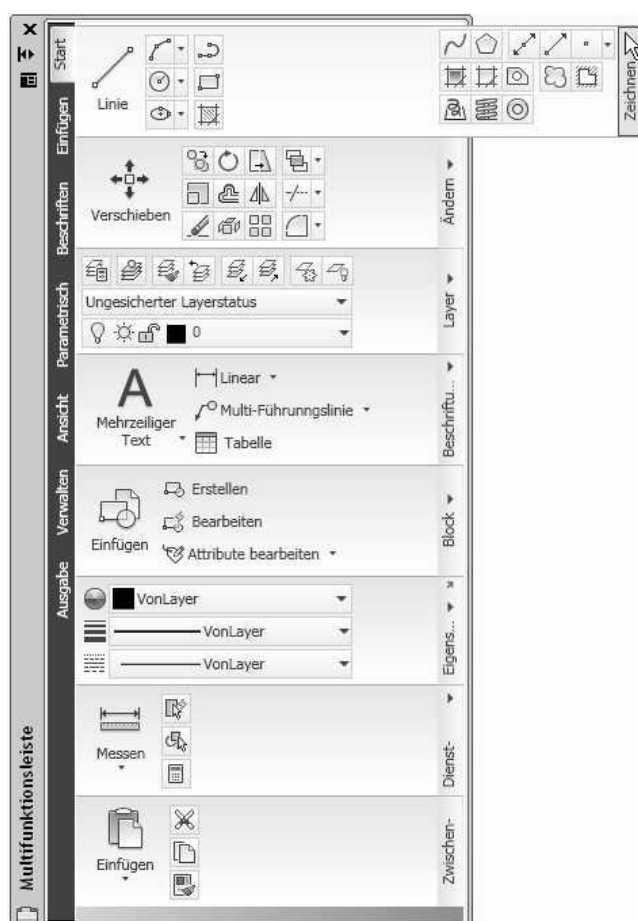 Multifunktionsleiste
Start
Einfügen
Beschriften
Parametrisch
Ansicht
Verwalten
Ausgabe
Linie
Zeichnen
Verschieben
Ändern
Ungesicherter Layerstatus
0
Layer
A
Mehrzeiliger
Text
Linear
Multi-Führunngslinie
Tabelle
Beschriftu...
Einfügen
Erstellen
Bearbeiten
Attribute bearbeiten
Block
VonLayer
VonLayer
VonLayer
Eigens...
Messen
Dienst-
Einfügen
Zwischen-